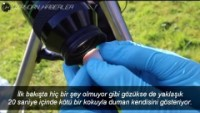 İlk bakışta hiç bir şey olmuyor gibi gözükse de yaklaşık
20 saniye içinde kötü bir kokuyla duman kendisini gösteriyor.